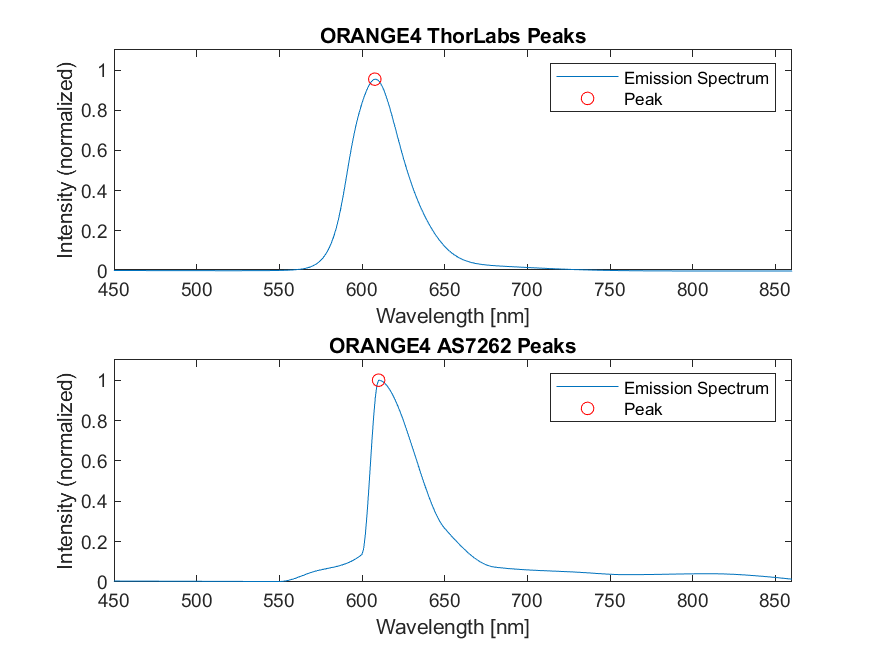 ORANGE4 ThorLabs Peaks
Intensity (normalized)
1
0.8
0.6
0.4
0.2
0
Emission Spectrum
Peak
450 500 550 600 650 700 750 800 850
Wavelength [nm]
ORANGE4 AS7262 Peaks
Intensity (normalized)
1
0.8
0.6
0.4
0.2
0
Emission Spectrum
Peak
450 500 550 600 650 700 750 800 850
Wavelength [nm]